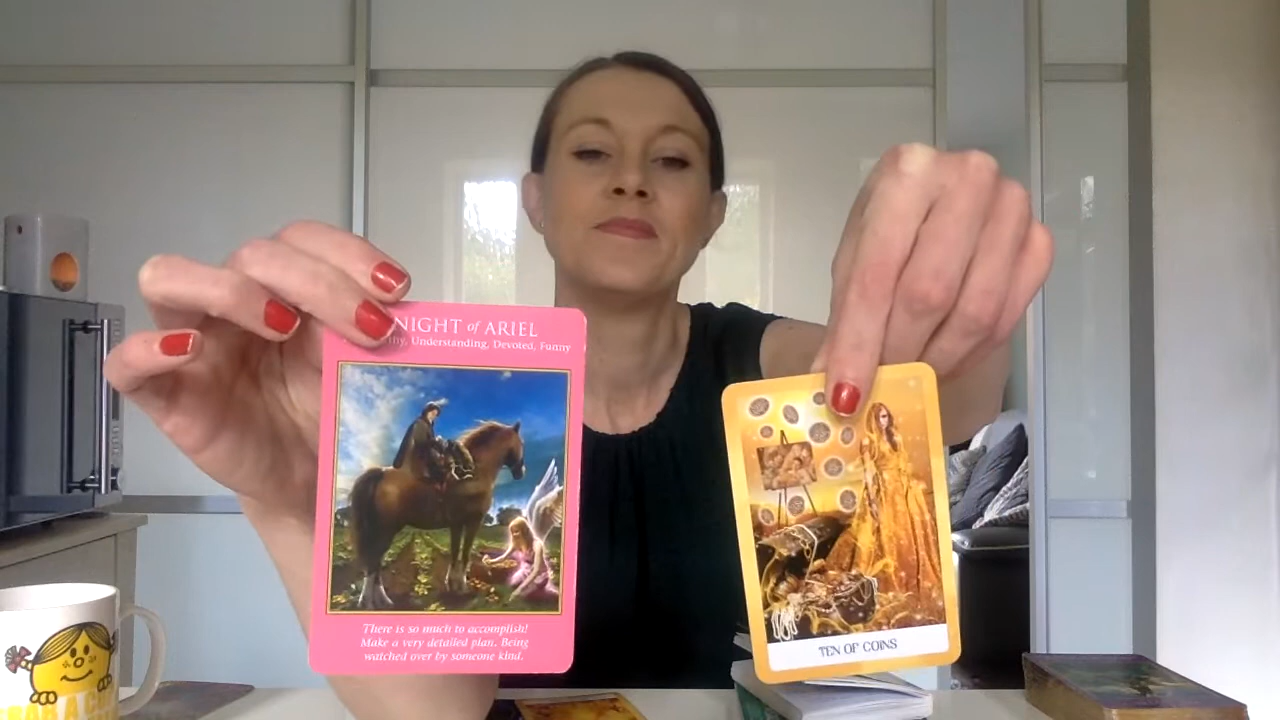 NIGHT of ARIEL
Understanding, Devoted, Funny
There is so much to accomplish!
Make a very detailed plan. Being
watched over by someone kind.
TEN OF COINS
GRAB A